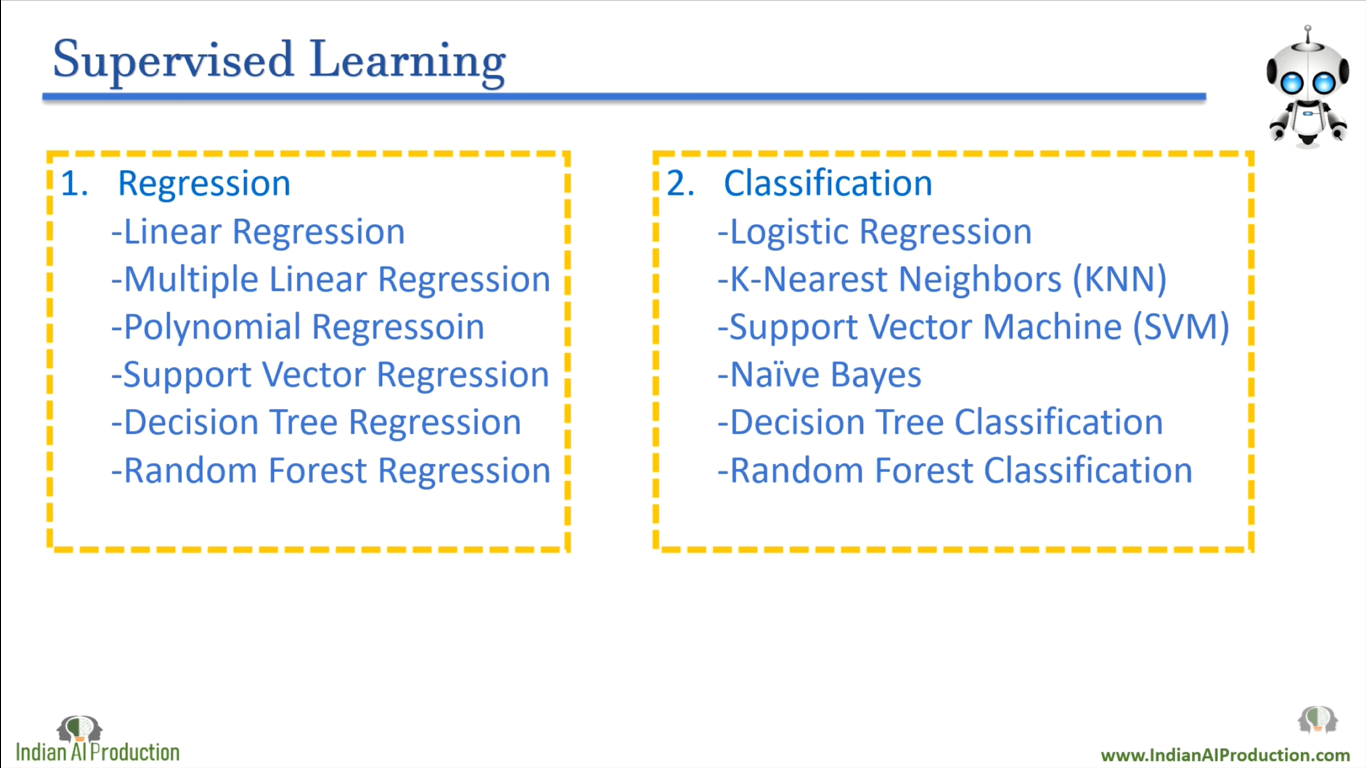 Supervised Learning
1. Regression
-Linear Regression
-Multiple Linear Regression
-Polynomial Regressoin
-Support Vector Regression
-Decision Tree Regression
-Random Forest Regression
2. Classification
-Logistic Regression
-K-Nearest Neighbors (KNN)
-Support Vector Machine (SVM)
-Naïve Bayes
-Decision Tree Classification
-Random Forest Classification
Indian AI Production
www.IndianAIProduction.com